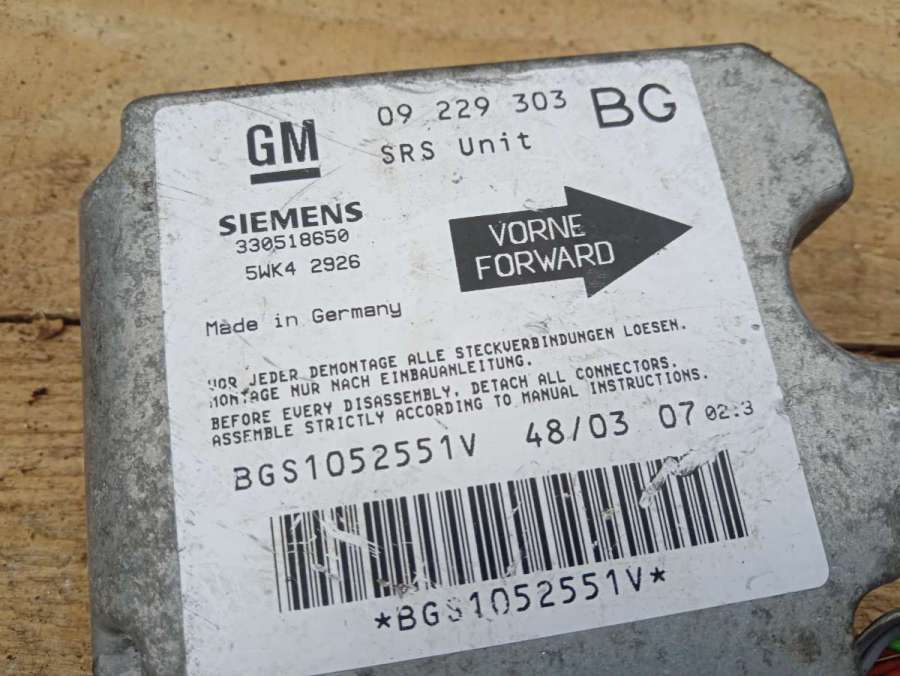 GM
09 229 303 BG
SRS Unit
SIEMENS
330518650
5WK4 2926
VORNE
FORWARD
Made in Germany
VOR JEDER DEMONTAGE ALLE STECKVERBINDUNGEN LOESEN.
MONTAGE NUR NACH EINBAUANLEITUNG.
BEFORE EVERY DISASSEMBLY, DETACH ALL CONNECTORS,
ASSEMBLE STRICTLY ACCORDING TO MANUAL INSTRUCTIONS.
BGS1052551V 48/03 07
*BGS1052551V*